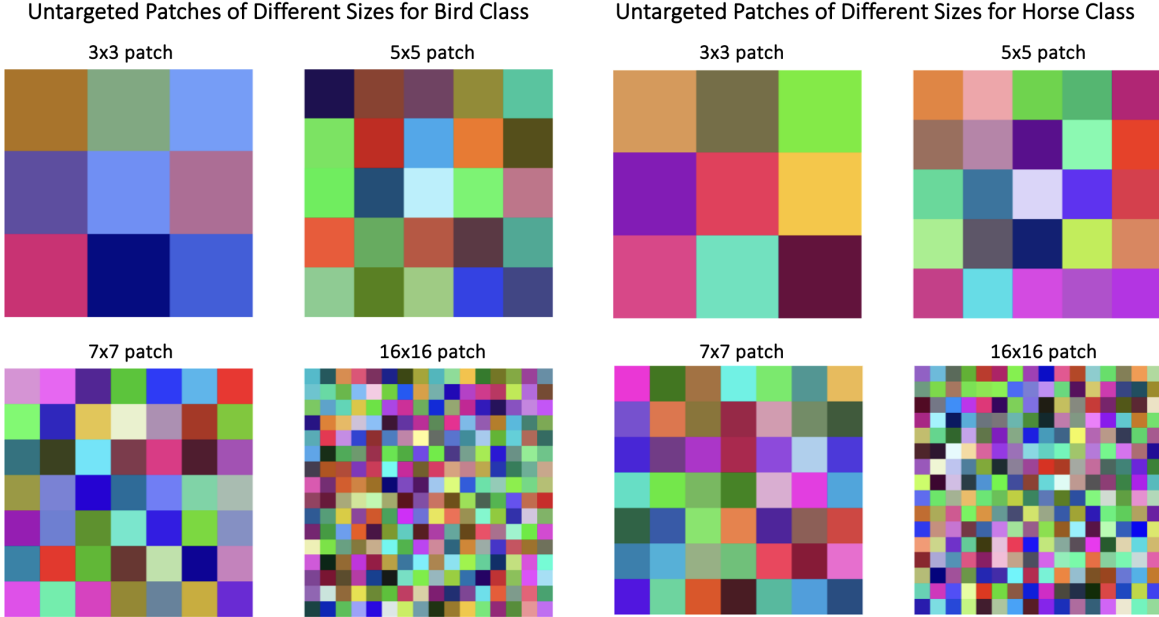 Untargeted Patches of Different Sizes for Bird Class
3x3 patch
5x5 patch
7x7 patch
16x16 patch
Untargeted Patches of Different Sizes for Horse Class
3x3 patch
5x5 patch
7x7 patch
16x16 patch